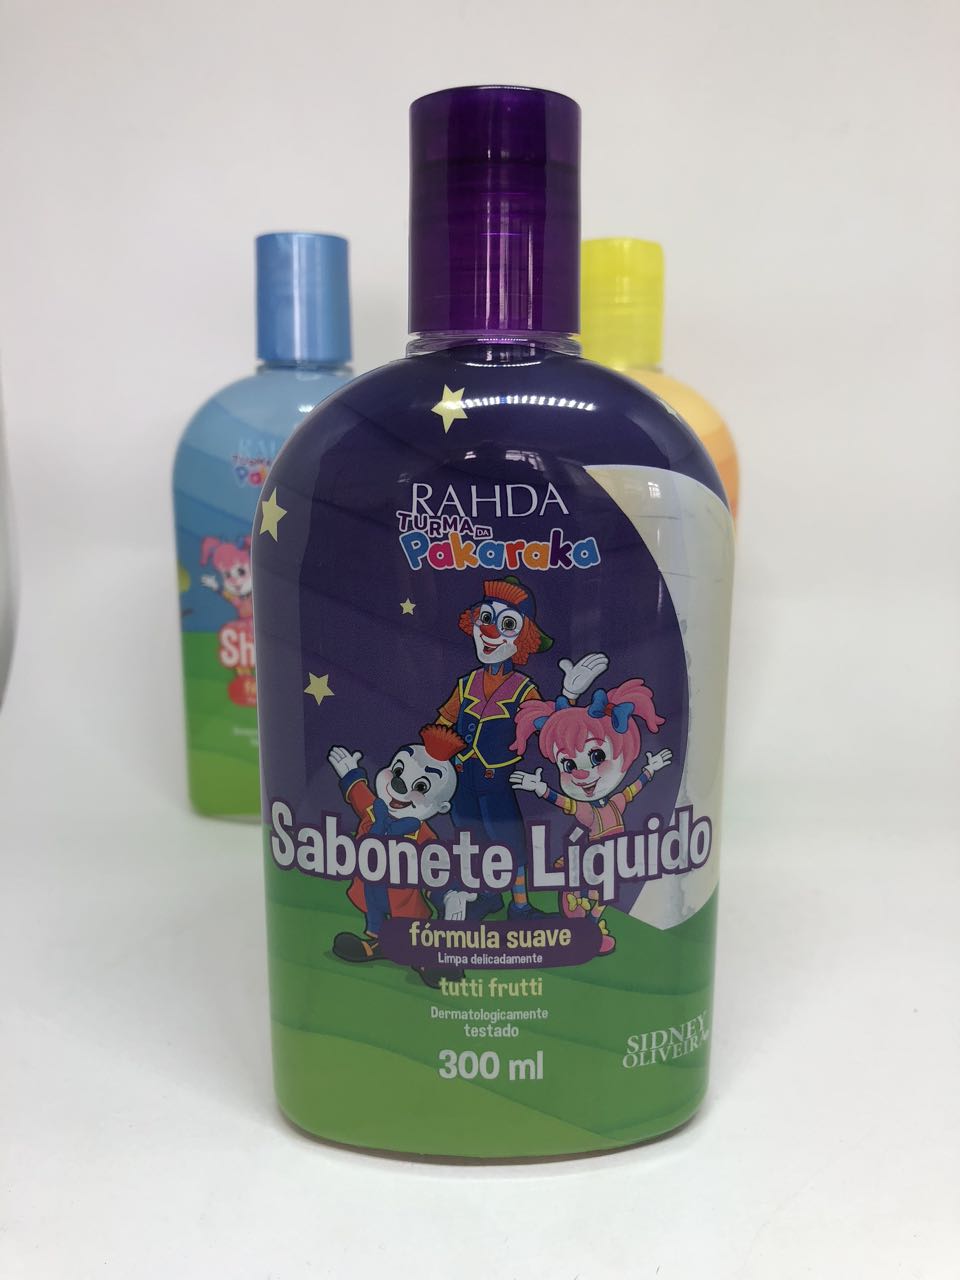 RAHDA
TURMA DA
Pakaraka
Sabonete Líquido
fórmula suave
Limpa delicadamente
tutti frutti
Dermatologicamente
testado
300 ml
SIDNEY
OLIVEIRA